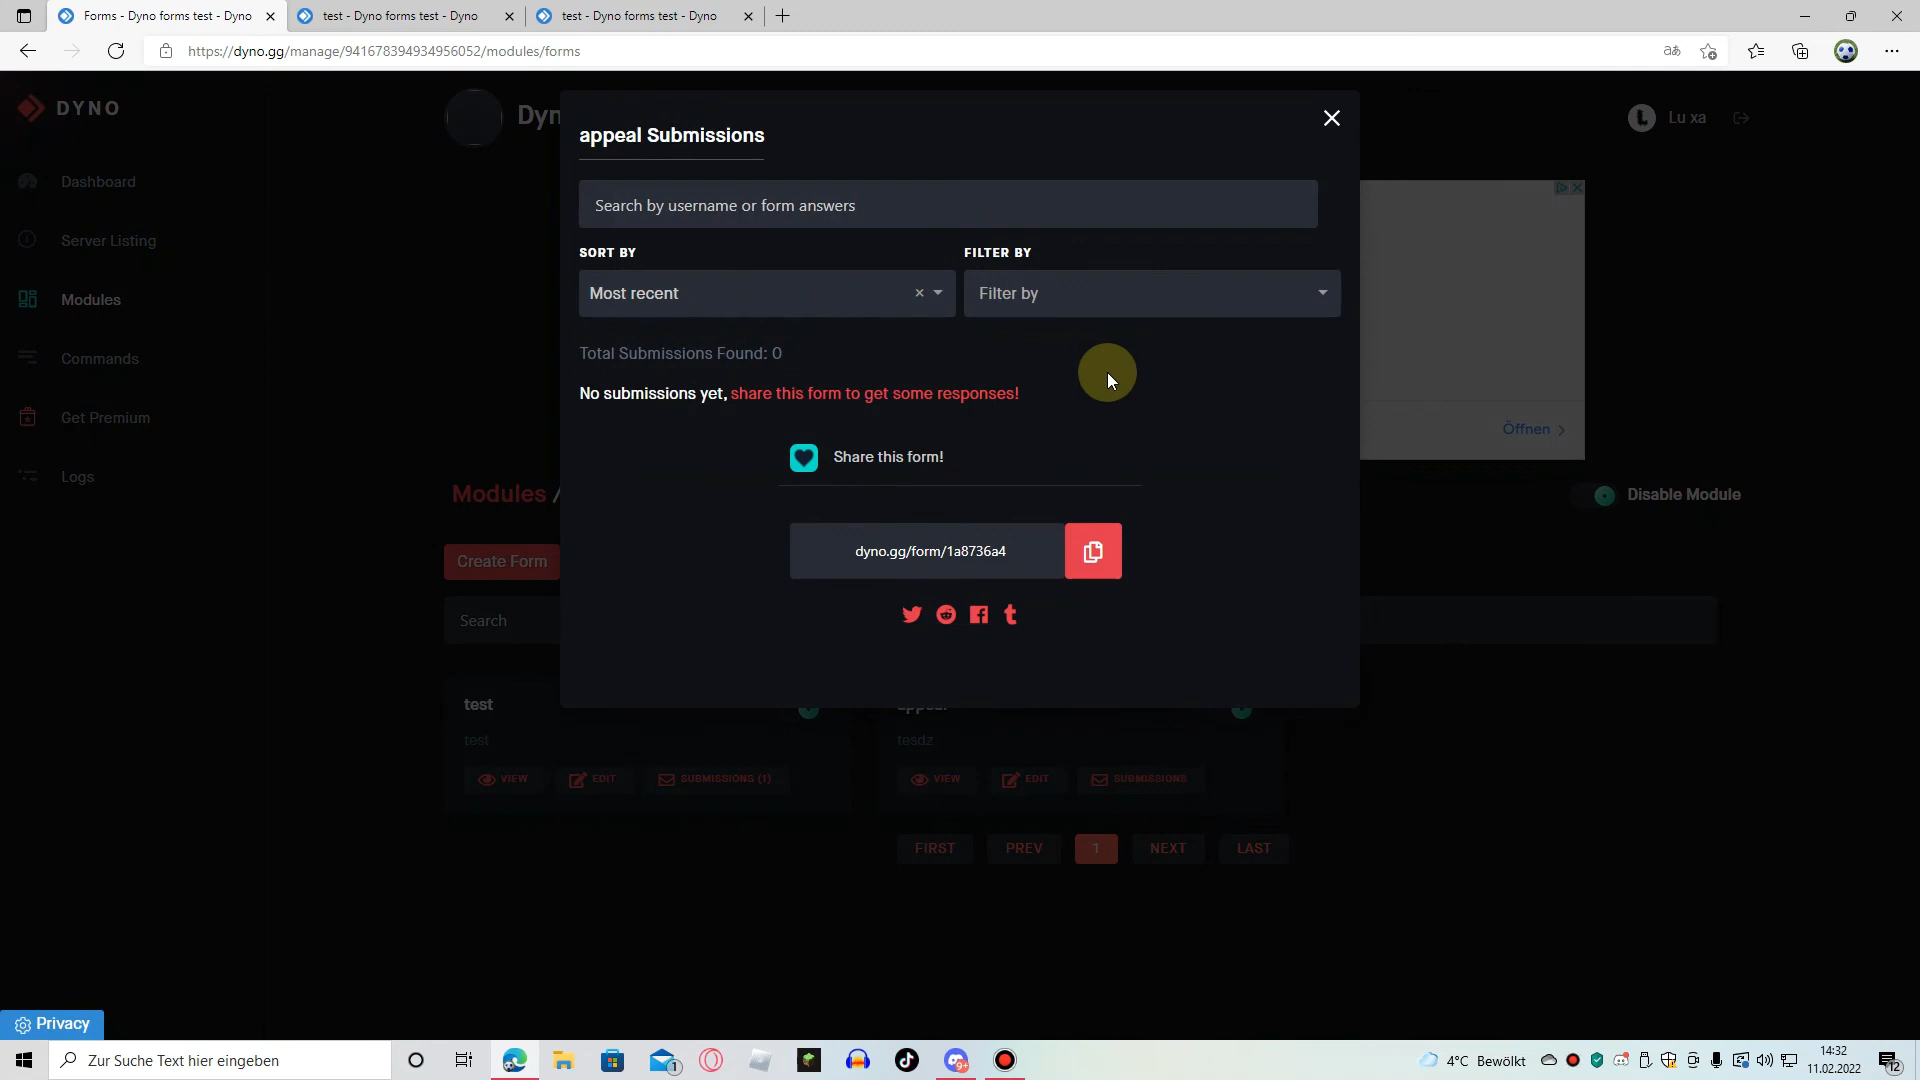 Forms - Dyno forms test - Dyno
test - Dyno forms test - Dyno
test - Dyno forms test - Dyno
https://dyno.gg/manage/941678394934956052/modules/forms
aあ
DYNO
Dyn
Lu xa
appeal Submissions
Dashboard
Server Listing
Modules
Commands
Get Premium
Logs
Search by username or form answers
SORT BY
FILTER BY
Most recent
Filter by
Total Submissions Found: 0
No submissions yet, share this form to get some responses!
Öffnen
Share this form!
Modules /
Disable Module
Create Form
dyno.gg/form/1a8736a4
Search
test
appeal
test
tesdz
VIEW
EDIT
SUBMISSIONS (1)
VIEW
EDIT
SUBMISSIONS
FIRST
PREV
1
NEXT
LAST
Privacy
Zur Suche Text hier eingeben
1
9+
4°C Bewölkt
14:32
11.02.2022
12